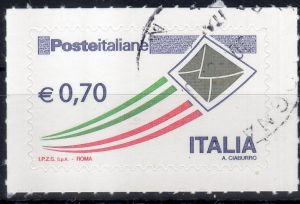 Posteitaliane
€ 0,70
ITALIA
I.P.Z.S. S.p.A. - ROMA
A. CIABURRO